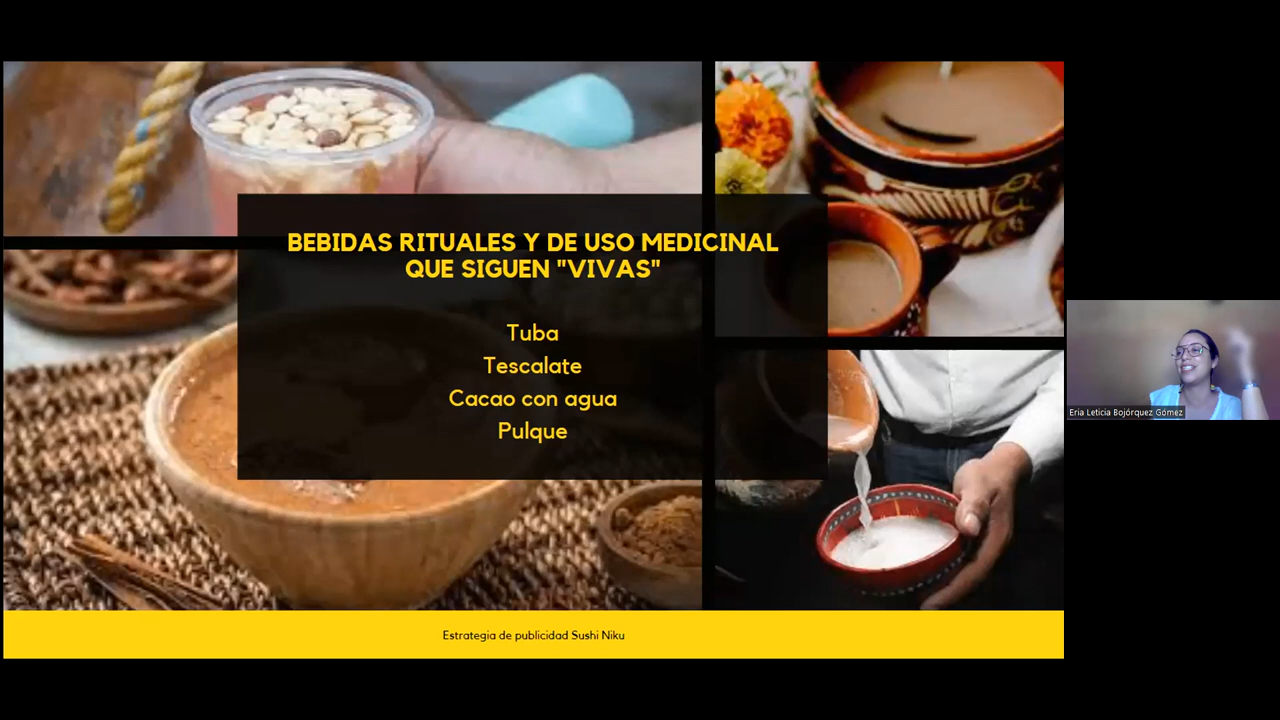 BEBIDAS RITUALES Y DE USO MEDICINAL
QUE SIGUEN "VIVAS"
Tuba
Tescalate
Cacao con agua
Pulque
Estrategia de publicidad Sushi Niku
Eria Leticia Bojórquez Gómez